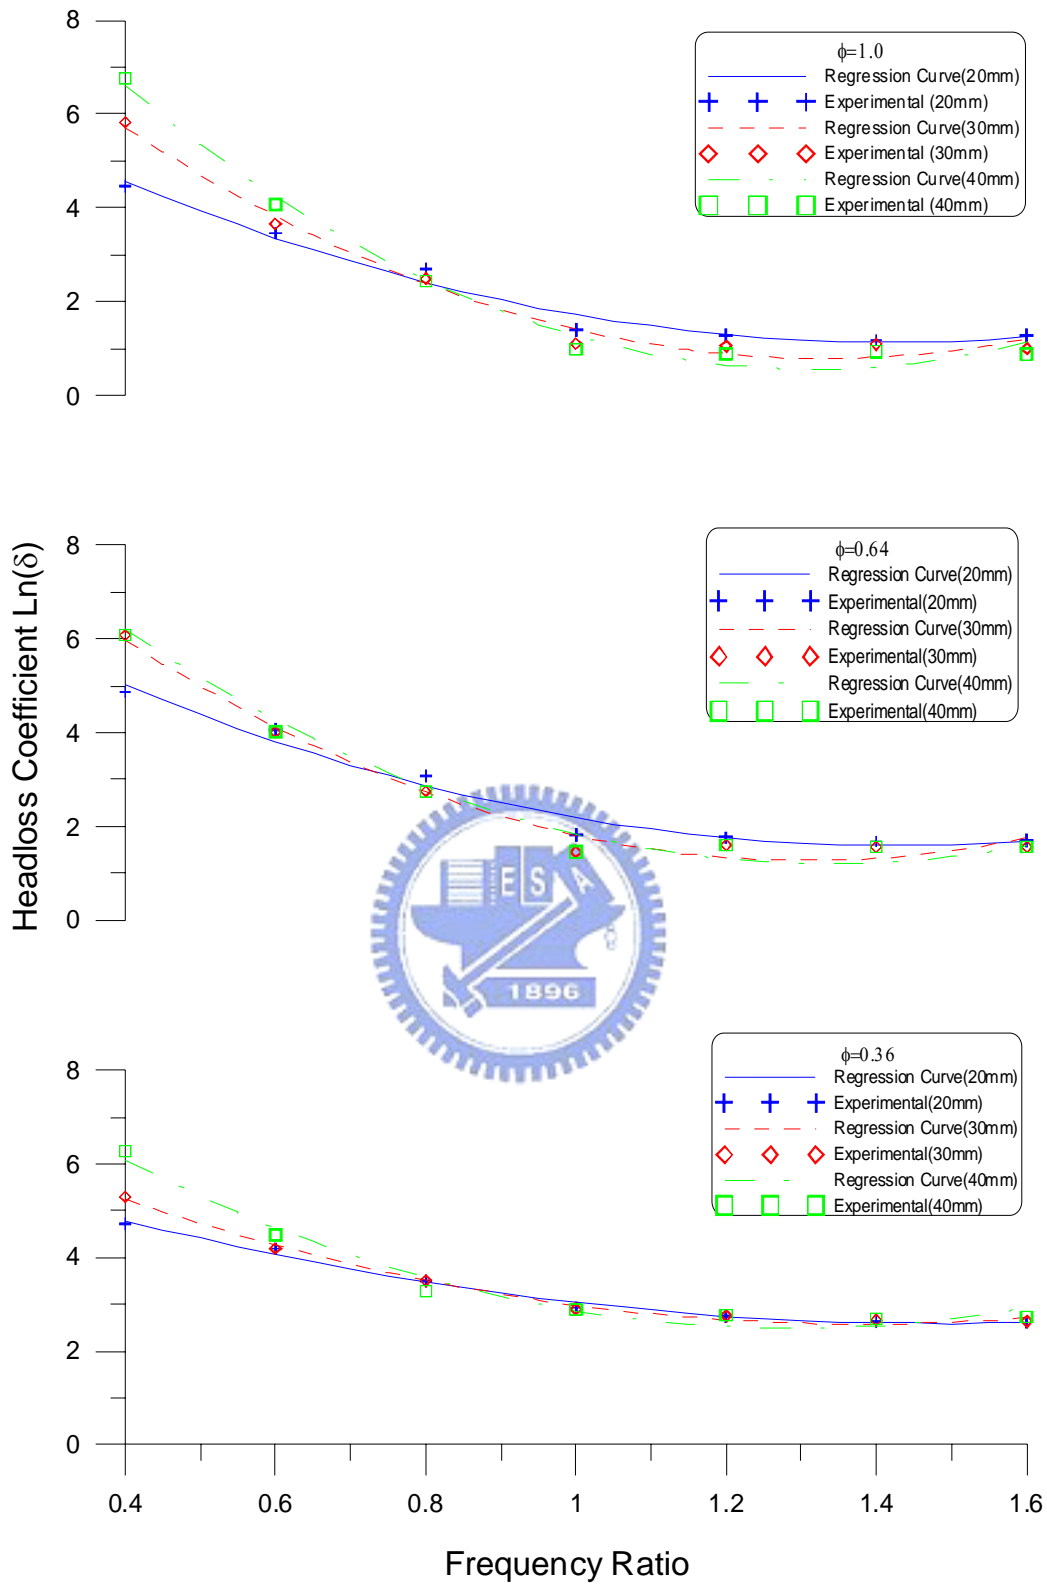 8
6
4
2
0
ϕ=1.0
Regression Curve(20mm)
Experimental (20mm)
Regression Curve(30mm)
Experimental (30mm)
Regression Curve(40mm)
Experimental (40mm)
Headloss Coefficient Ln(δ)
8
6
4
2
0
ϕ=0.64
Regression Curve(20mm)
Experimental(20mm)
Regression Curve(30mm)
Experimental(30mm)
Regression Curve(40mm)
Experimental(40mm)
E S A
1896
8
6
4
2
0
ϕ=0.36
Regression Curve(20mm)
Experimental(20mm)
Regression Curve(30mm)
Experimental(30mm)
Regression Curve(40mm)
Experimental(40mm)
0.4 0.6 0.8 1 1.2 1.4 1.6
Frequency Ratio